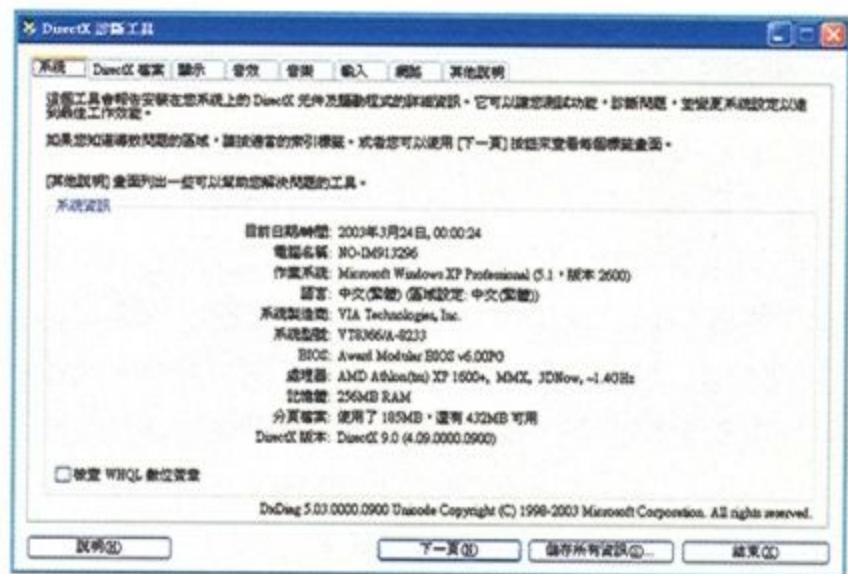 DirectX 診斷工具
系統 DirectX 檔案 顯示 音效 音樂 輸入 網路 其他說明
這個工具會報告安裝在您系統上的 DirectX 元件及驅動程式的詳細資訊。它可以讓您測試功能，診斷問題，並變更系統設定以達
到最佳工作效能。
如果您知道導致問題的區域，請按適當的索引標籤。或者您可以使用 [下一頁] 按鈕來查看每個標籤畫面。
[其他說明] 畫面列出一些可以幫助您解決問題的工具。
系統資訊
目前日期/時間: 2003年3月24日, 00:00:24
電腦名稱: NO-IM913296
作業系統: Microsoft Windows XP Professional (5.1，版本 2600)
語言: 中文(繁體) (區域設定: 中文(繁體))
系統製造商: VIA Technologies, Inc.
系統型號: VT8366/A-8233
BIOS: Award Modular BIOS v6.00PG
處理器: AMD Athlon(tm) XP 1600+, MMX, 3DNow, ~1.4GHz
記憶體: 256MB RAM
分頁檔案: 使用了 185MB，還有 432MB 可用
DirectX 版本: DirectX 9.0 (4.09.0000.0900)
檢查 WHQL 數位簽章
DxDiag 5.03.0000.0900 Unicode Copyright (C) 1998-2003 Microsoft Corporation. All rights reserved.
說明(H) 下一頁(N) 儲存所有資訊(S)... 結束(X)